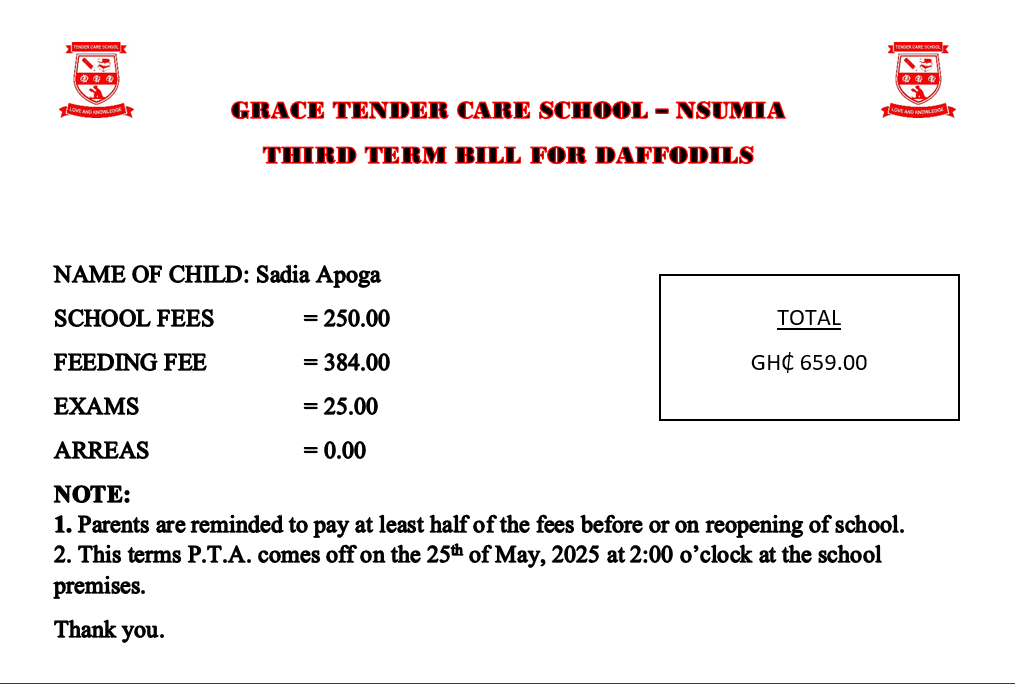 TENDER CARE SCHOOL
LOVE AND KNOWLEDGE
TENDER CARE SCHOOL
LOVE AND KNOWLEDGE
GRACE TENDER CARE SCHOOL – NSUMIA
THIRD TERM BILL FOR DAFFODILS
NAME OF CHILD: Sadia Apoga
SCHOOL FEES = 250.00
FEEDING FEE = 384.00
EXAMS = 25.00
ARREAS = 0.00
TOTAL
GH₵ 659.00
NOTE:
1. Parents are reminded to pay at least half of the fees before or on reopening of school.
2. This terms P.T.A. comes off on the 25th of May, 2025 at 2:00 o’clock at the school
premises.
Thank you.